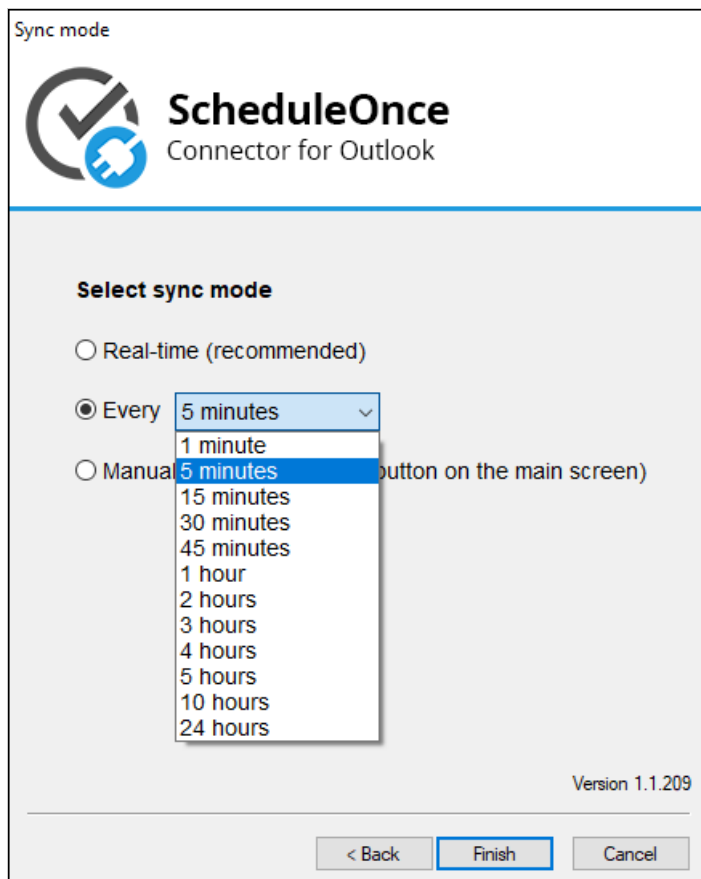 Sync mode
ScheduleOnce
Connector for Outlook
Select sync mode
Real-time (recommended)
Every 5 minutes
1 minute
Manual 5 minutes button on the main screen)
15 minutes
30 minutes
45 minutes
1 hour
2 hours
3 hours
4 hours
5 hours
10 hours
24 hours
Version 1.1.209
< Back Finish Cancel